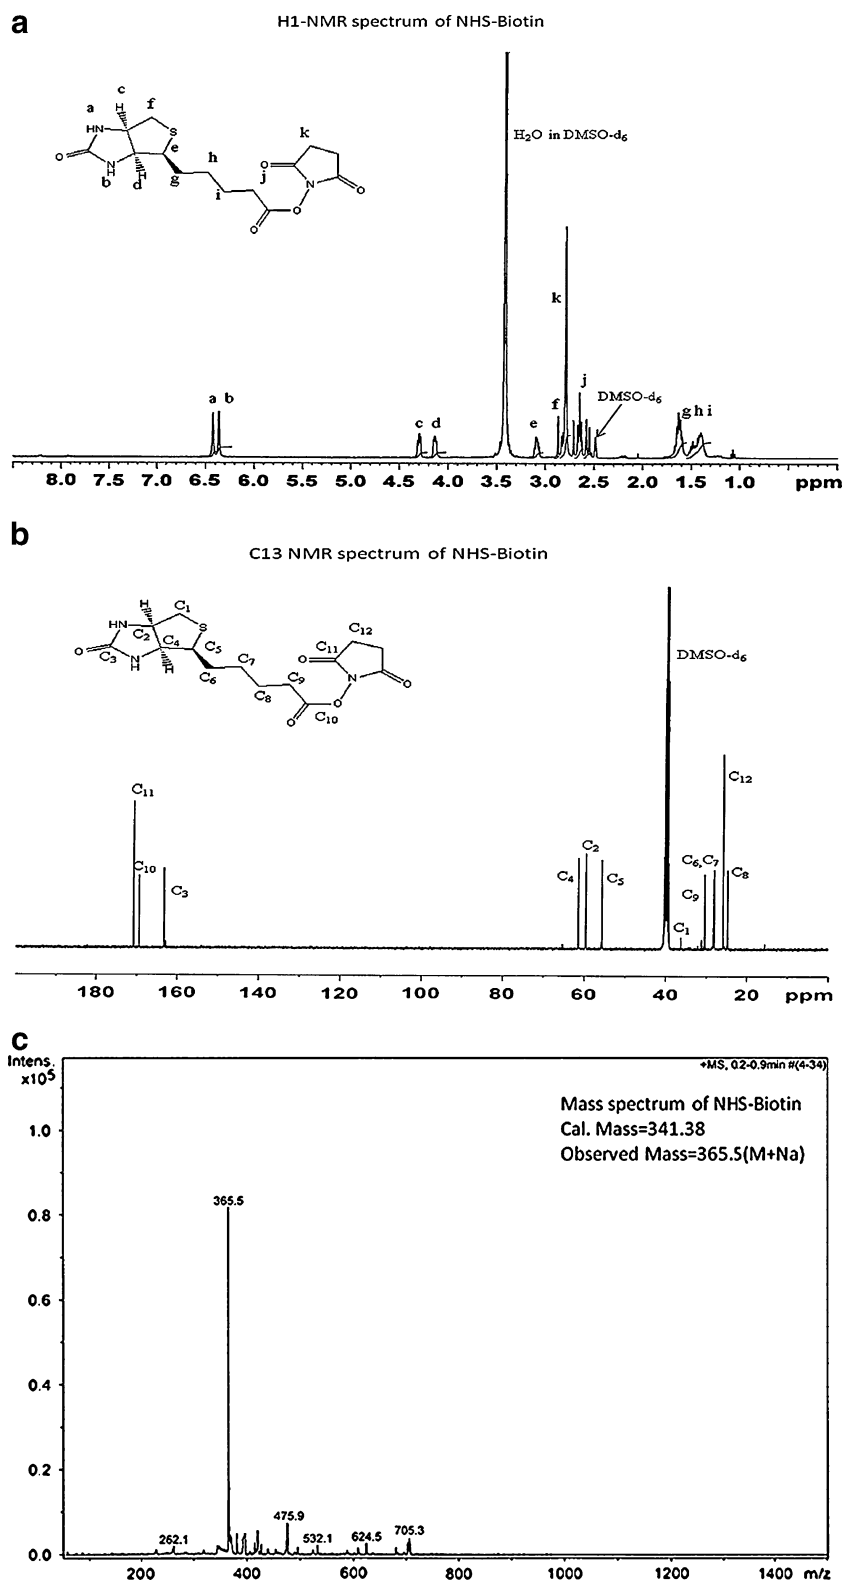 a
H1-NMR spectrum of NHS-Biotin
c
H
f
a
HN
S
k
e
h
O
O
N
H
b
H
d
g
i
j
O
N
O
O
O
H₂O in DMSO-d₆
k
j
f
DMSO-d₆
a b
c d
e
g h i
8.0 7.5 7.0 6.5 6.0 5.5 5.0 4.5 4.0 3.5 3.0 2.5 2.0 1.5 1.0 ppm
b
C13 NMR spectrum of NHS-Biotin
H
C₁
HN
S
C₂
C₄
C₅
O
C₃
N
H
H
C₆
C₇
C₈
C₉
C₁₀
C₁₁
C₁₂
O
N
O
O
O
DMSO-d₆
C₁₁
C₁₀
C₃
C₄
C₂
C₅
C₁₂
C₆,C₇
C₈
C₉
C₁
180 160 140 120 100 80 60 40 20 ppm
c
Intens.
x10⁵
+MS, 0.2-0.9min #(4-34)
Mass spectrum of NHS-Biotin
Cal. Mass=341.38
Observed Mass=365.5(M+Na)
1.0
0.8
0.6
0.4
0.2
0.0
365.5
262.1
475.9
532.1
624.5
705.3
200 400 600 800 1000 1200 1400 m/z